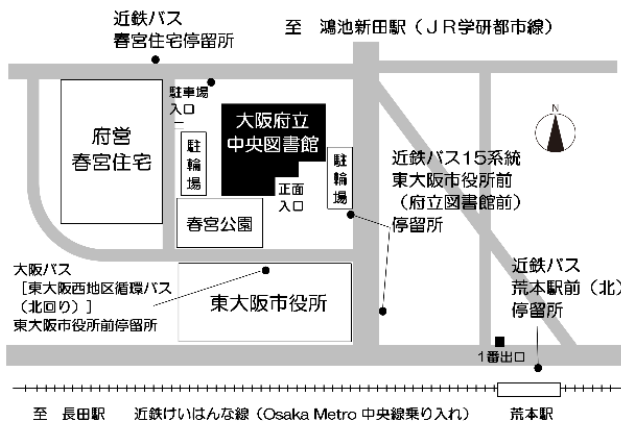 近鉄バス
春宮住宅停留所
至 鴻池新田駅（ＪＲ学研都市線）
駐車場
入口
府営
春宮住宅
大阪府立
中央図書館
駐輪場
正面
入口
駐輪場
春宮公園
N
近鉄バス15系統
東大阪市役所前
（府立図書館前）
停留所
大阪バス
［東大阪西地区循環バス
（北回り）］
東大阪市役所前停留所
東大阪市役所
近鉄バス
荒本駅前（北）
停留所
1番出口
至 長田駅 近鉄けいはんな線（Osaka Metro 中央線乗り入れ） 荒本駅